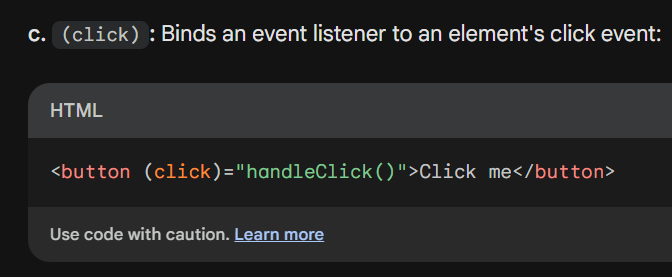 c. (click): Binds an event listener to an element's click event:
HTML
<button (click)="handleClick()">Click me</button>
Use code with caution. Learn more